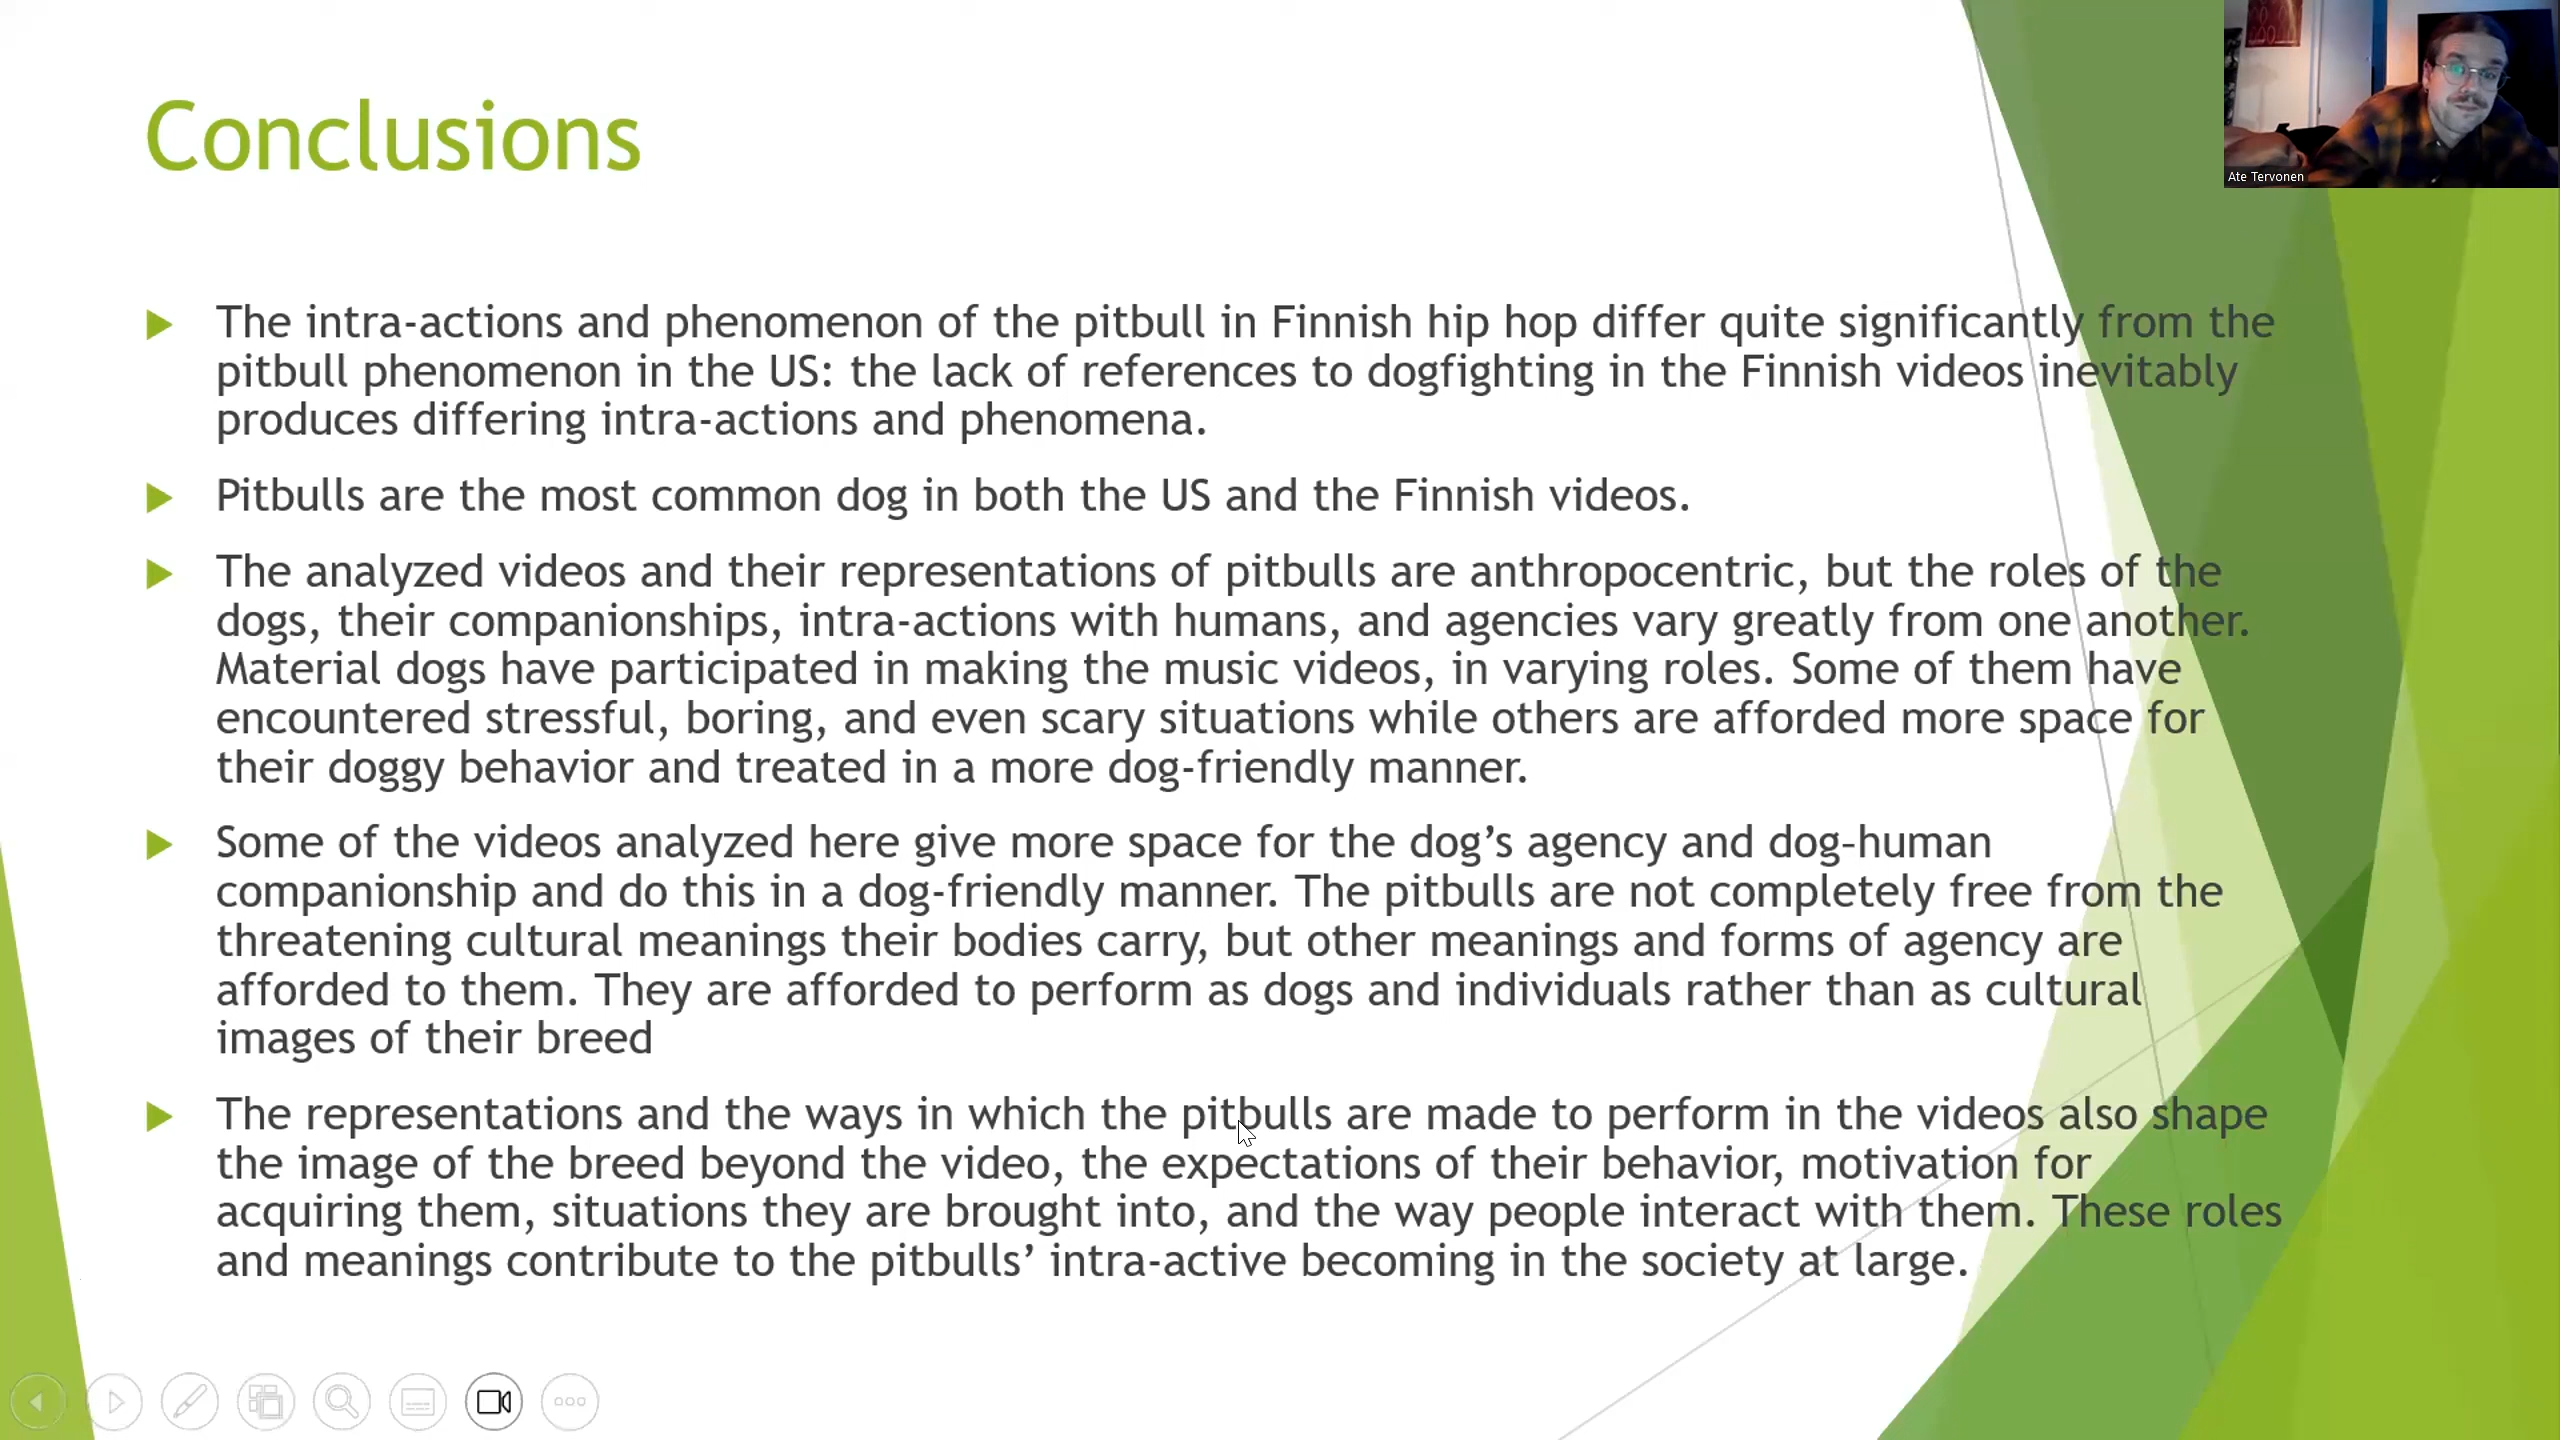 Conclusions
Ate Tervonen
The intra-actions and phenomenon of the pitbull in Finnish hip hop differ quite significantly from the
pitbull phenomenon in the US: the lack of references to dogfighting in the Finnish videos inevitably
produces differing intra-actions and phenomena.
Pitbulls are the most common dog in both the US and the Finnish videos.
The analyzed videos and their representations of pitbulls are anthropocentric, but the roles of the
dogs, their companionships, intra-actions with humans, and agencies vary greatly from one another.
Material dogs have participated in making the music videos, in varying roles. Some of them have
encountered stressful, boring, and even scary situations while others are afforded more space for
their doggy behavior and treated in a more dog-friendly manner.
Some of the videos analyzed here give more space for the dog’s agency and dog–human
companionship and do this in a dog-friendly manner. The pitbulls are not completely free from the
threatening cultural meanings their bodies carry, but other meanings and forms of agency are
afforded to them. They are afforded to perform as dogs and individuals rather than as cultural
images of their breed
The representations and the ways in which the pitbulls are made to perform in the videos also shape
the image of the breed beyond the video, the expectations of their behavior, motivation for
acquiring them, situations they are brought into, and the way people interact with them. These roles
and meanings contribute to the pitbulls’ intra-active becoming in the society at large.